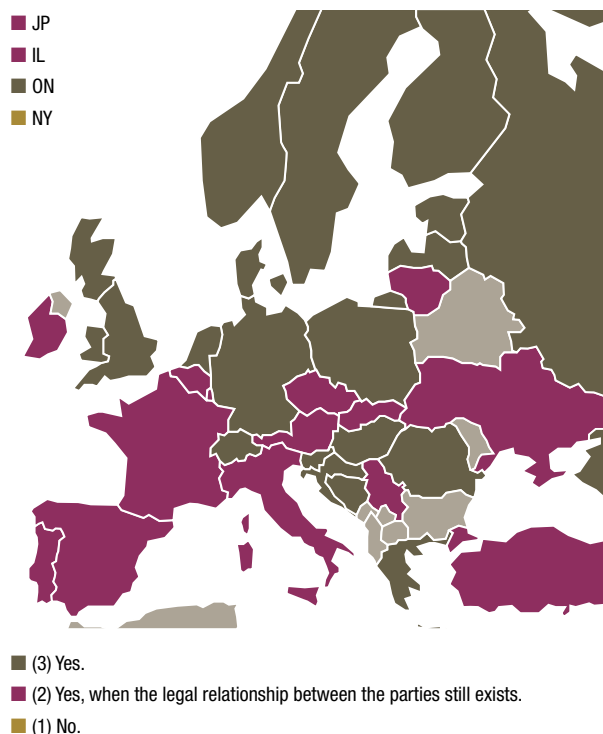 JP
IL
ON
NY
(3) Yes.
(2) Yes, when the legal relationship between the parties still exists.
(1) No.